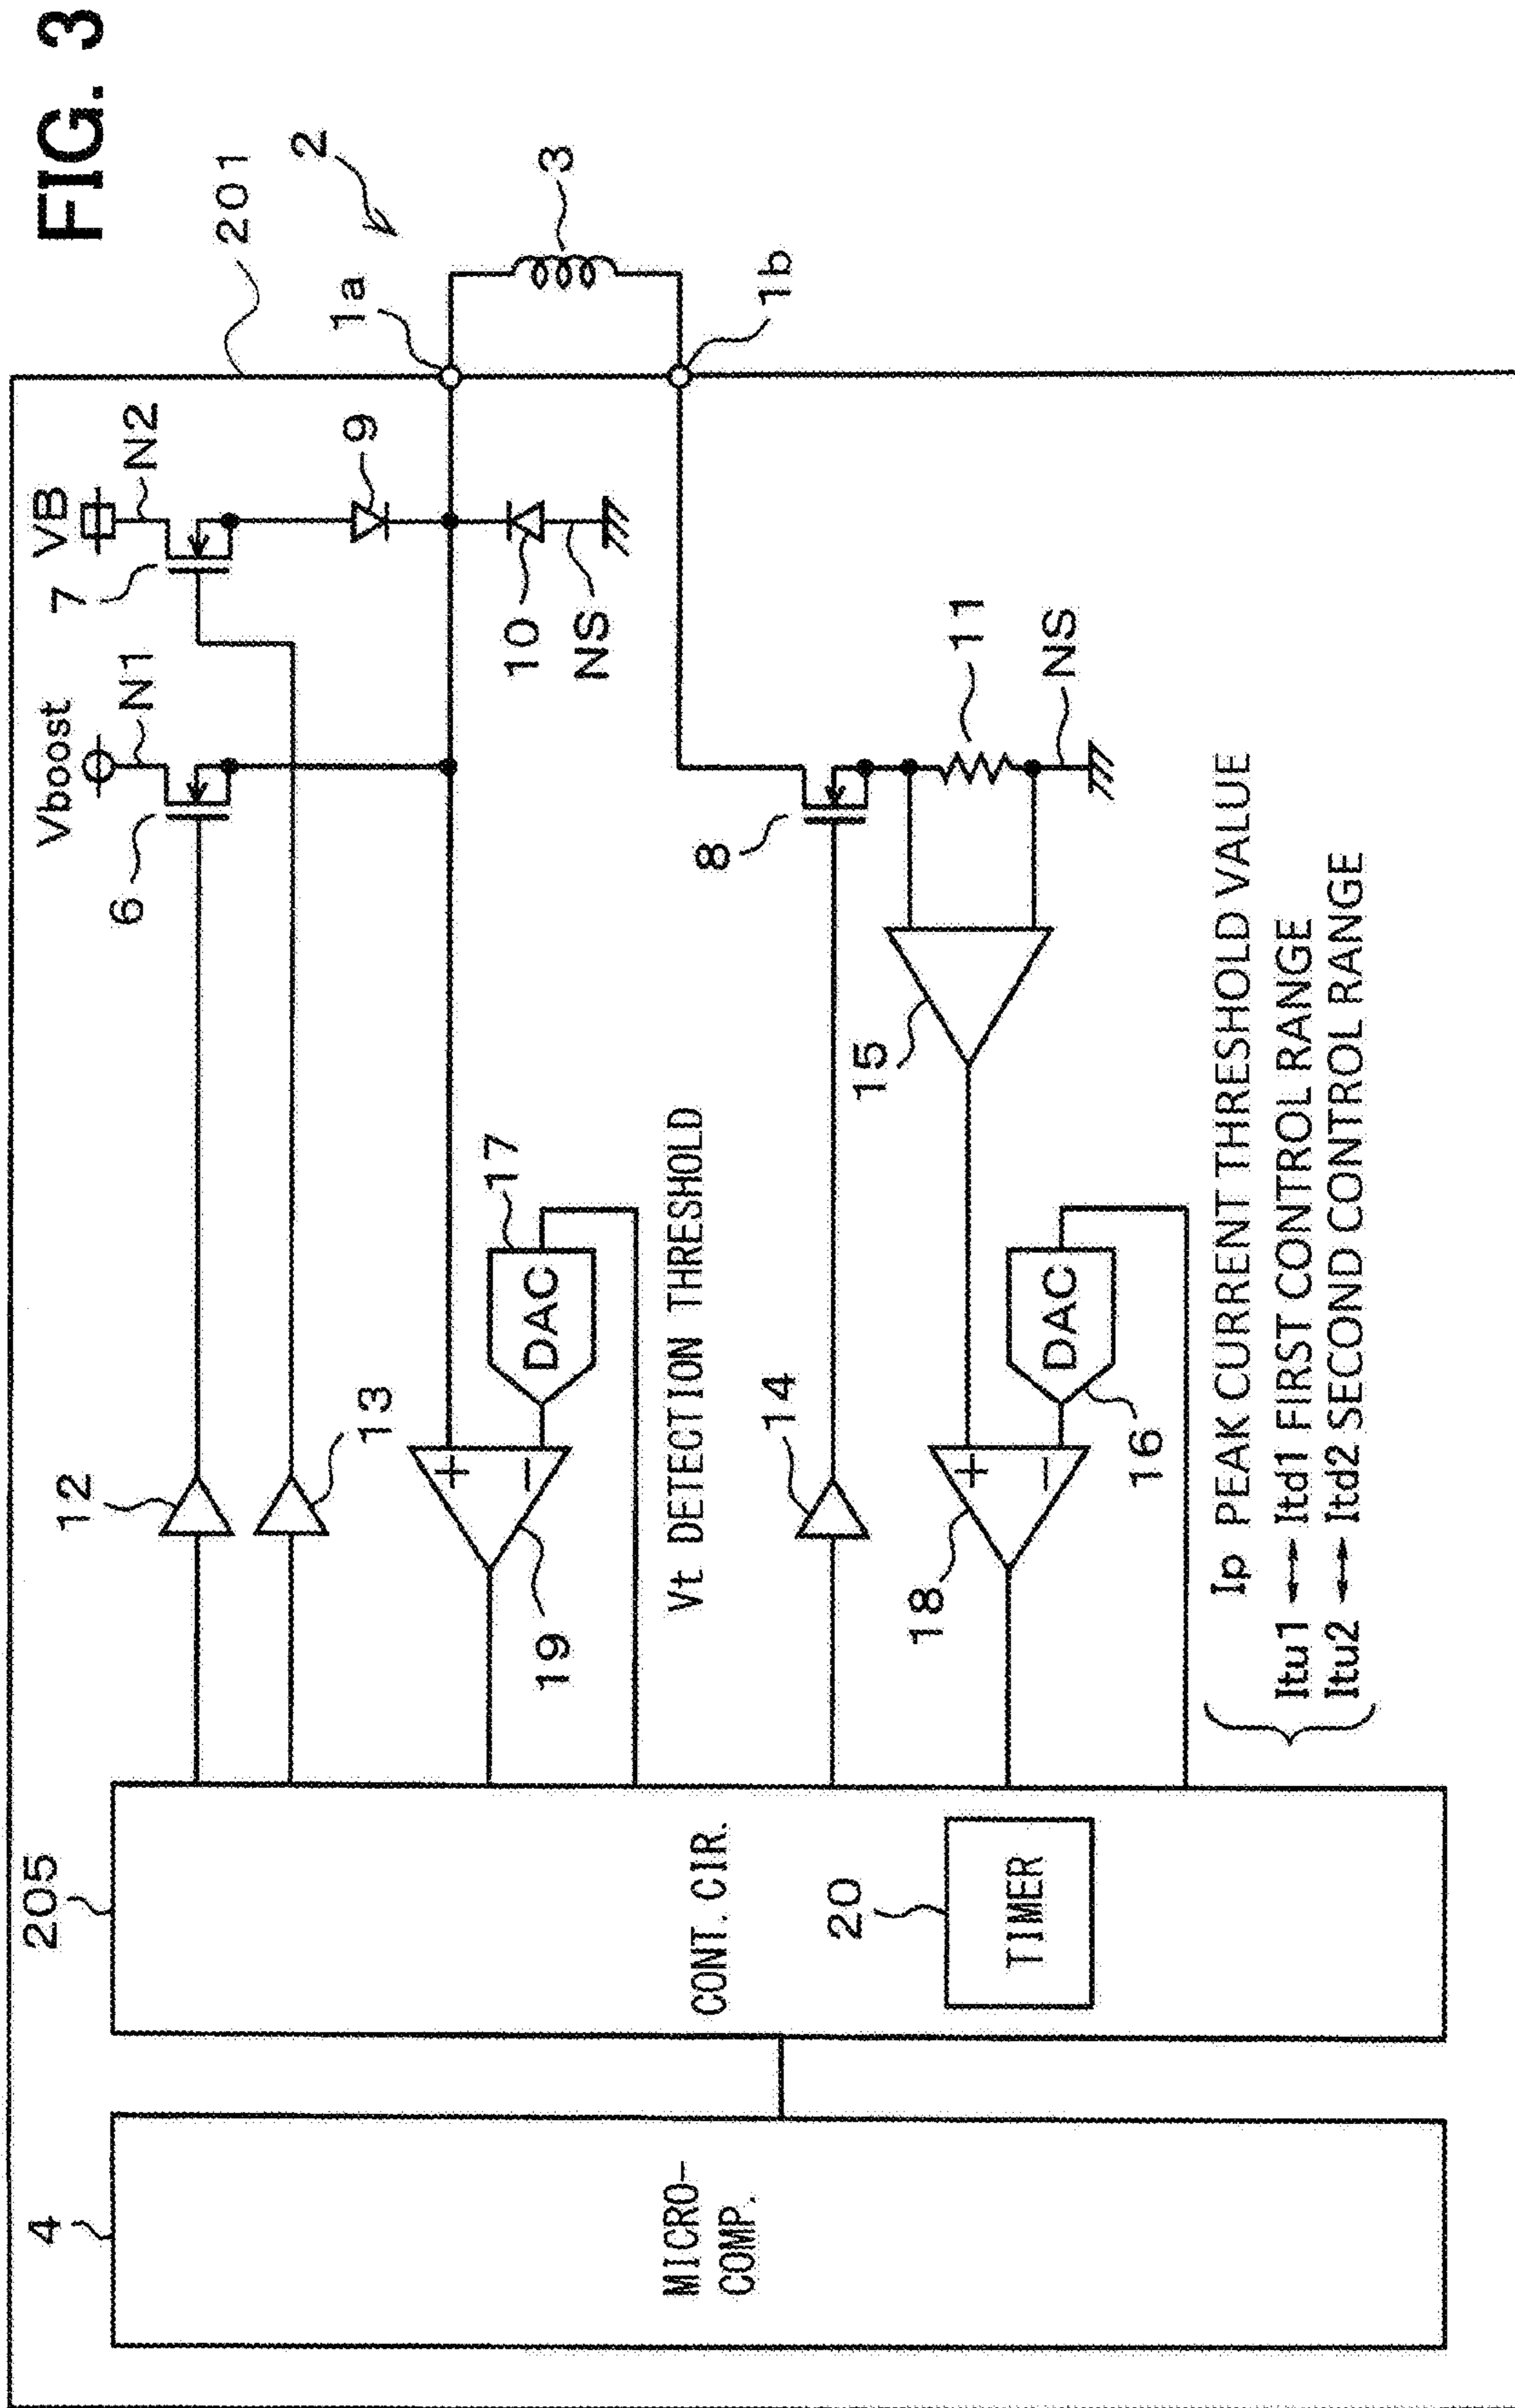 FIG. 3
201
2
3
1a
1b
Vboost
N1
VB
N2
6
7
9
10
NS
8
11
NS
12
13
17
DAC
19
Vt DETECTION THRESHOLD
14
15
DAC
16
18
Ip PEAK CURRENT THRESHOLD VALUE
Itu1 ↔ Itd1 FIRST CONTROL RANGE
Itu2 ↔ Itd2 SECOND CONTROL RANGE
4
MICRO-
COMP.
205
CONT. CIR.
20
TIMER